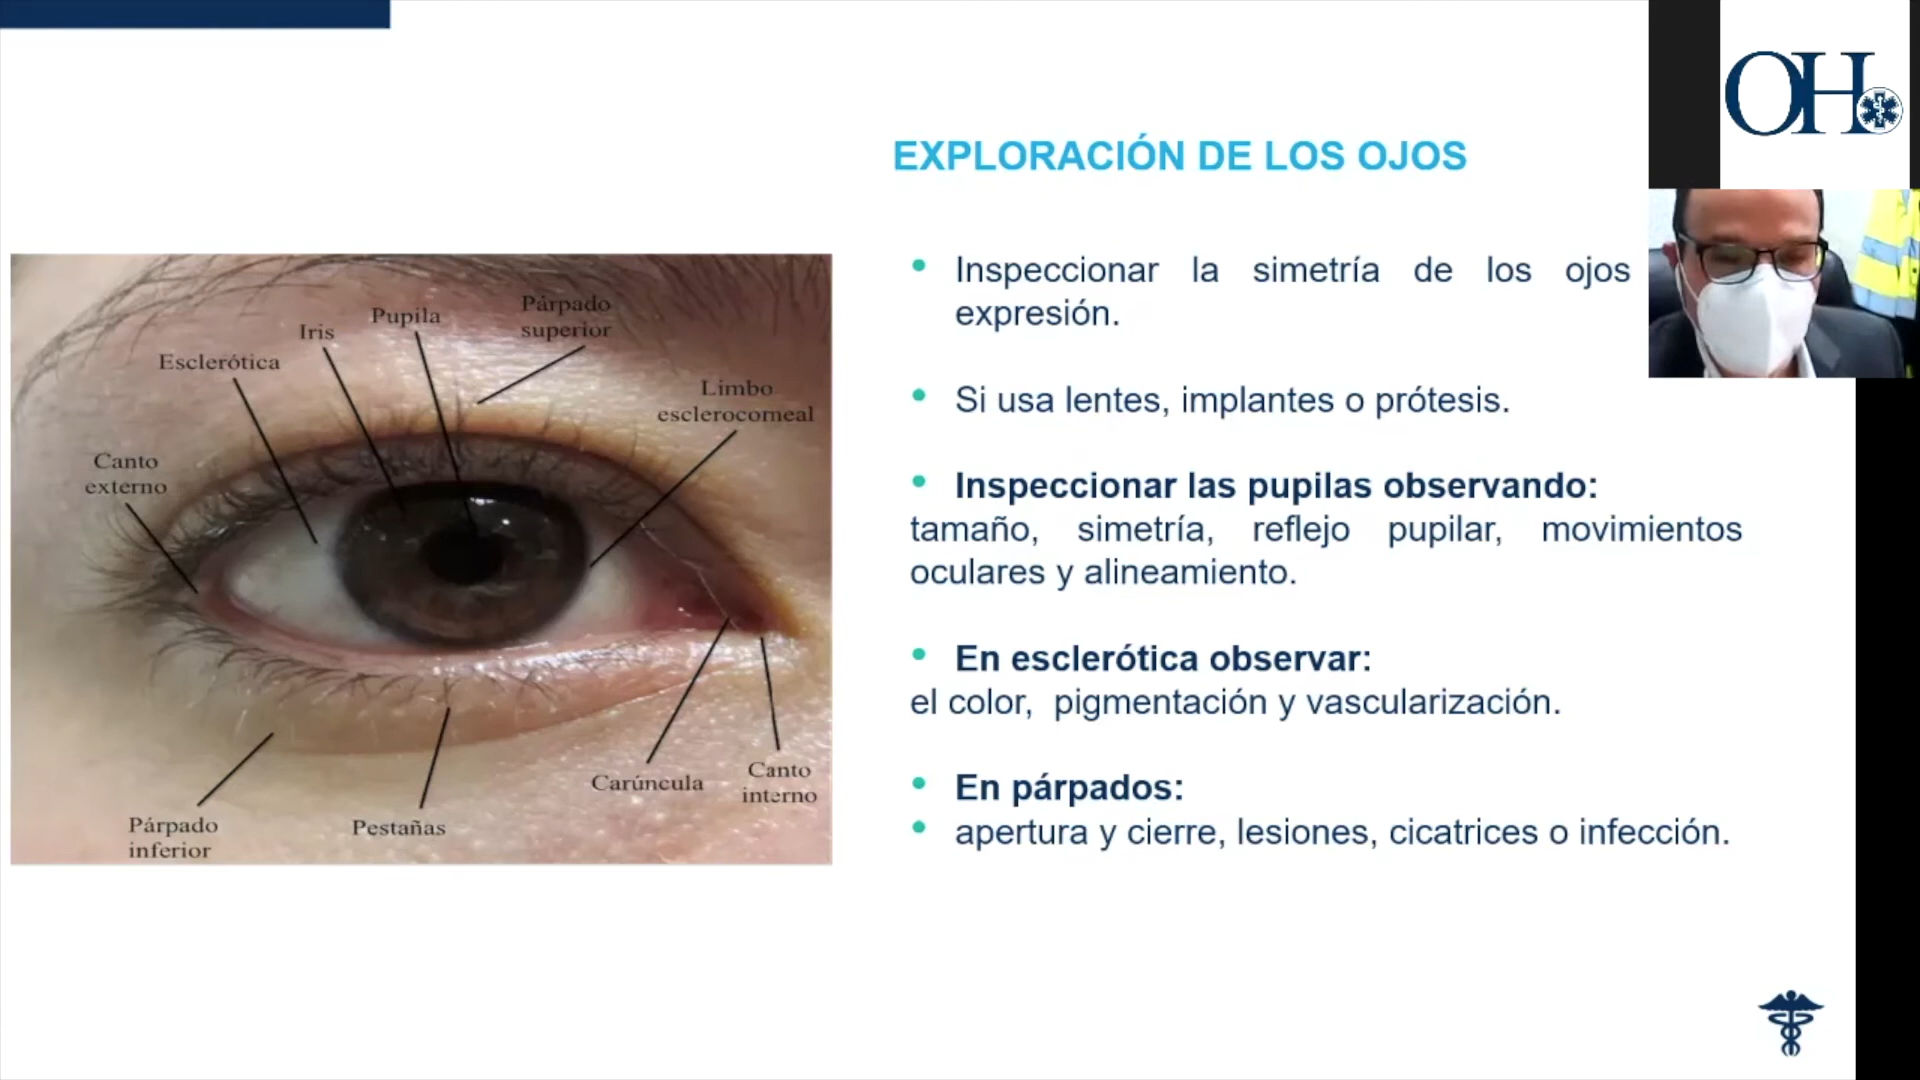 OH
EXPLORACIÓN DE LOS OJOS
Inspeccionar la simetría de los ojos
expresión.
Si usa lentes, implantes o prótesis.
Inspeccionar las pupilas observando:
tamaño, simetría, reflejo pupilar, movimientos
oculares y alineamiento.
En esclerótica observar:
el color, pigmentación y vascularización.
En párpados:
apertura y cierre, lesiones, cicatrices o infección.
Párpado
superior
Pupila
Iris
Esclerótica
Limbo
esclerocorneal
Canto
externo
Carúncula
Canto
interno
Párpado
inferior
Pestañas